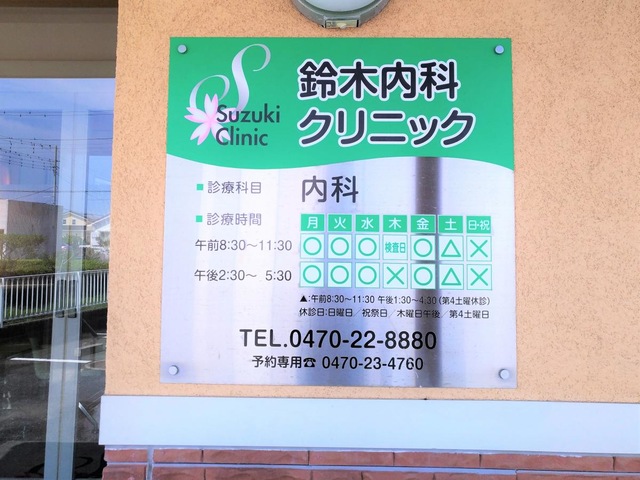 S
Suzuki
Clinic
鈴木内科
クリニック
診療科目 内科
診療時間 月 火 水 木 金 土 日・祝
午前8:30〜11:30 ○ ○ ○ 検査日 ○ △ ×
午後2:30〜 5:30 ○ ○ ○ × ○ △ ×
▲:午前8:30〜11:30 午後1:30〜4:30(第4土曜休診)
休診日:日曜日/祝祭日/木曜日午後/第4土曜日
TEL.0470-22-8880
予約専用☎ 0470-23-4760